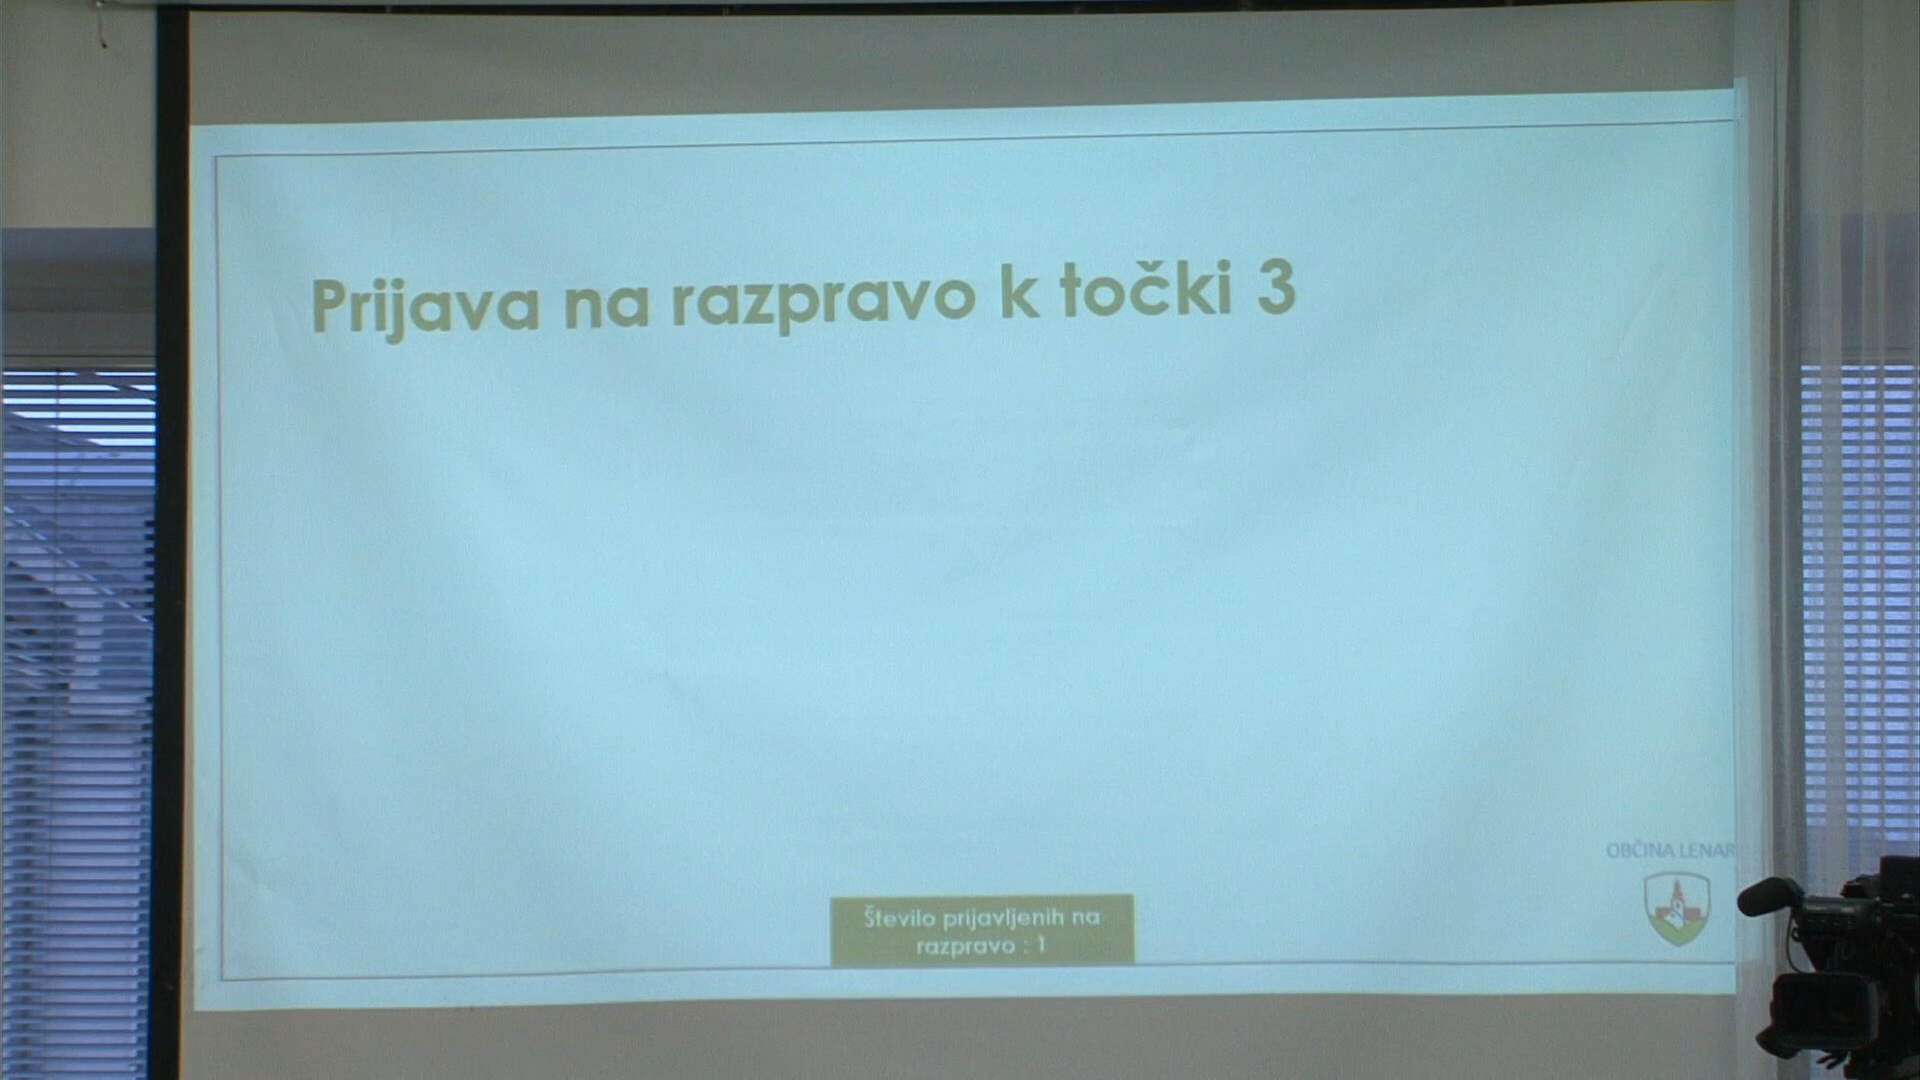 Prijava na razpravo k točki 3
OBČINA LENAR
Število prijavljenih na
razpravo : 1